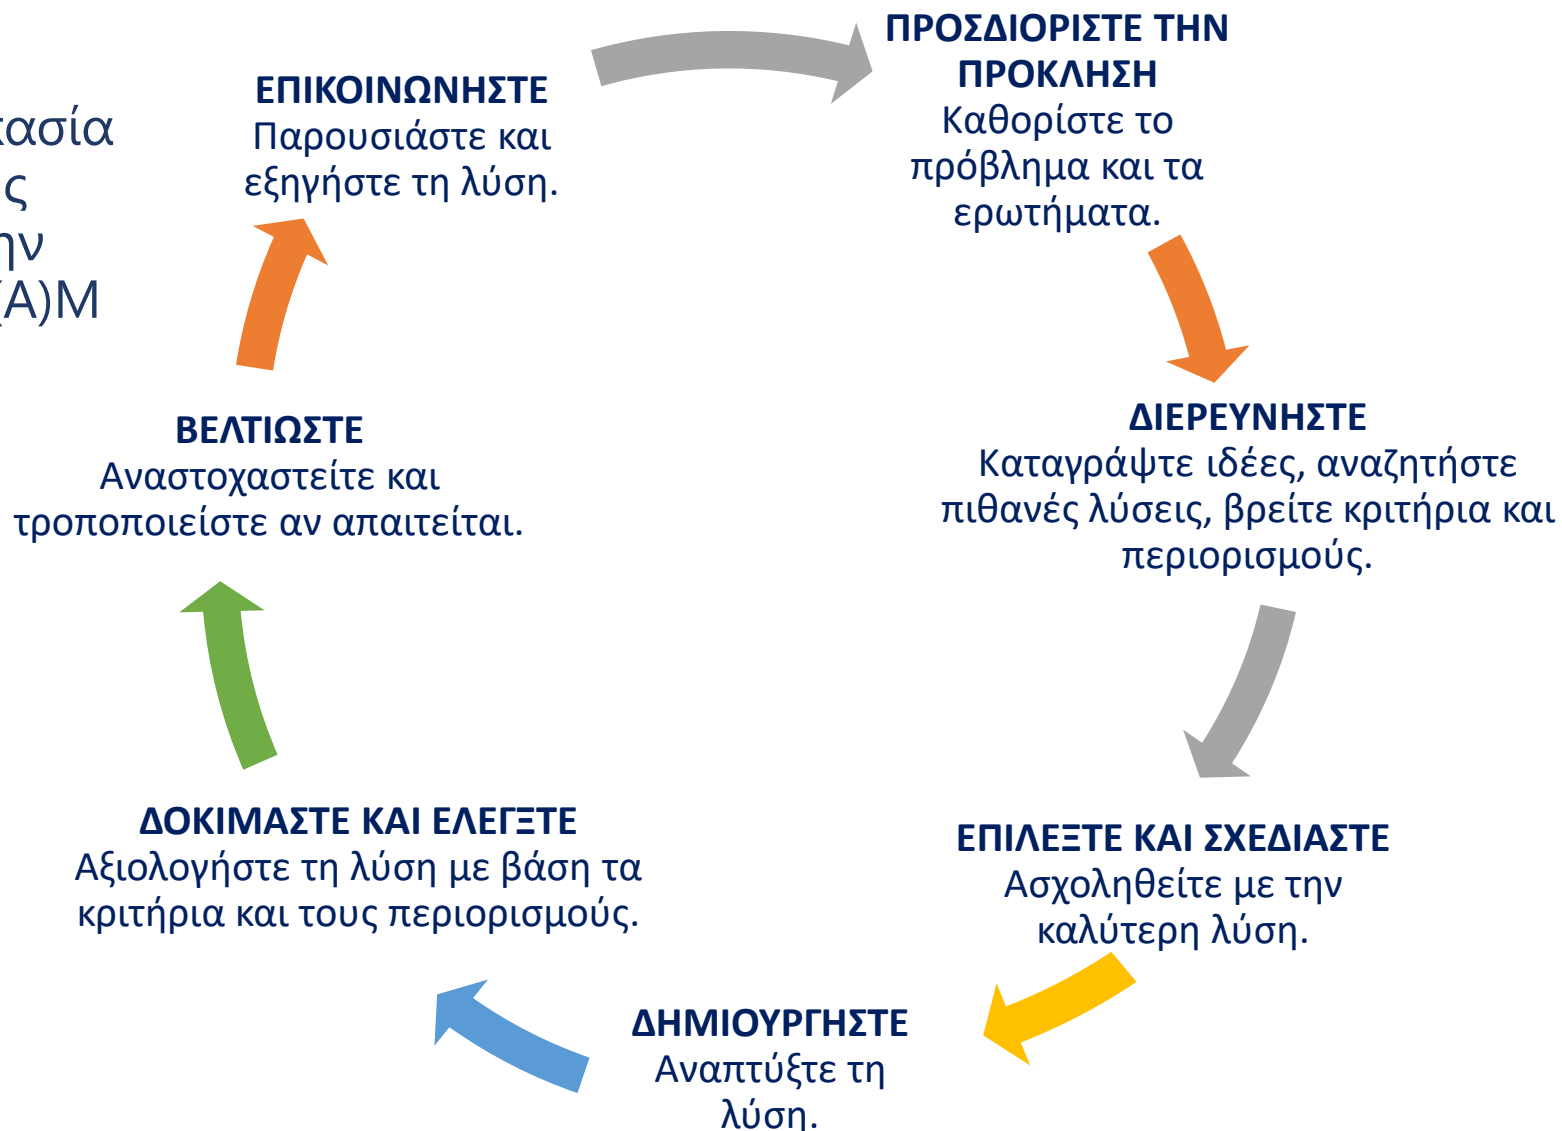 ΠΡΟΣΔΙΟΡΙΣΤΕ ΤΗΝ
ΠΡΟΚΛΗΣΗ
Καθορίστε το
πρόβλημα και τα
ερωτήματα.
ΔΙΕΡΕΥΝΗΣΤΕ
Καταγράψτε ιδέες, αναζητήστε
πιθανές λύσεις, βρείτε κριτήρια και
περιορισμούς.
ΕΠΙΛΕΞΤΕ ΚΑΙ ΣΧΕΔΙΑΣΤΕ
Ασχοληθείτε με την
καλύτερη λύση.
ΔΗΜΙΟΥΡΓΗΣΤΕ
Αναπτύξτε τη
λύση.
ΔΟΚΙΜΑΣΤΕ ΚΑΙ ΕΛΕΓΞΤΕ
Αξιολογήστε τη λύση με βάση τα
κριτήρια και τους περιορισμούς.
ΒΕΛΤΙΩΣΤΕ
Αναστοχαστείτε και
τροποποιείστε αν απαιτείται.
ΕΠΙΚΟΙΝΩΝΗΣΤΕ
Παρουσιάστε και
εξηγήστε τη λύση.